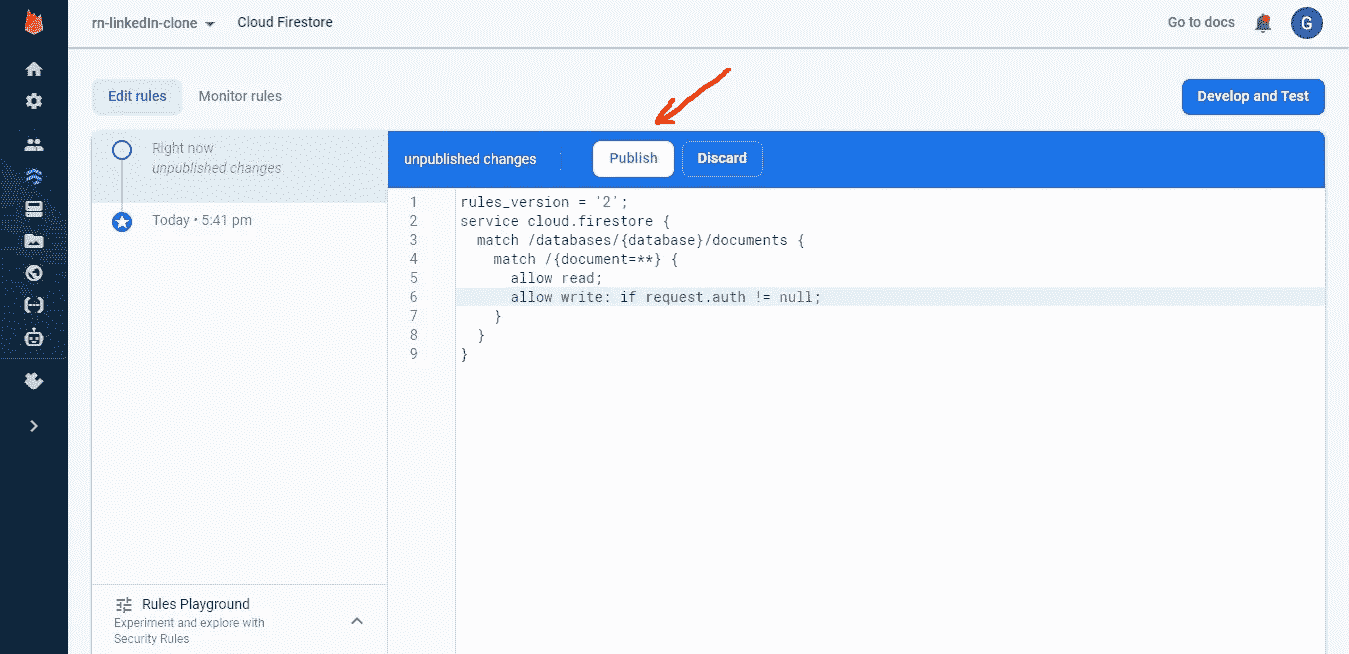 rn-linkedIn-clone Cloud Firestore Go to docs G
Edit rules Monitor rules Develop and Test
Right now
unpublished changes
Today • 5:41 pm
unpublished changes Publish Discard
1 rules_version = '2';
2 service cloud.firestore {
3 match /databases/{database}/documents {
4 match /{document=**} {
5 allow read;
6 allow write: if request.auth != null;
7 }
8 }
9 }
Rules Playground
Experiment and explore with
Security Rules